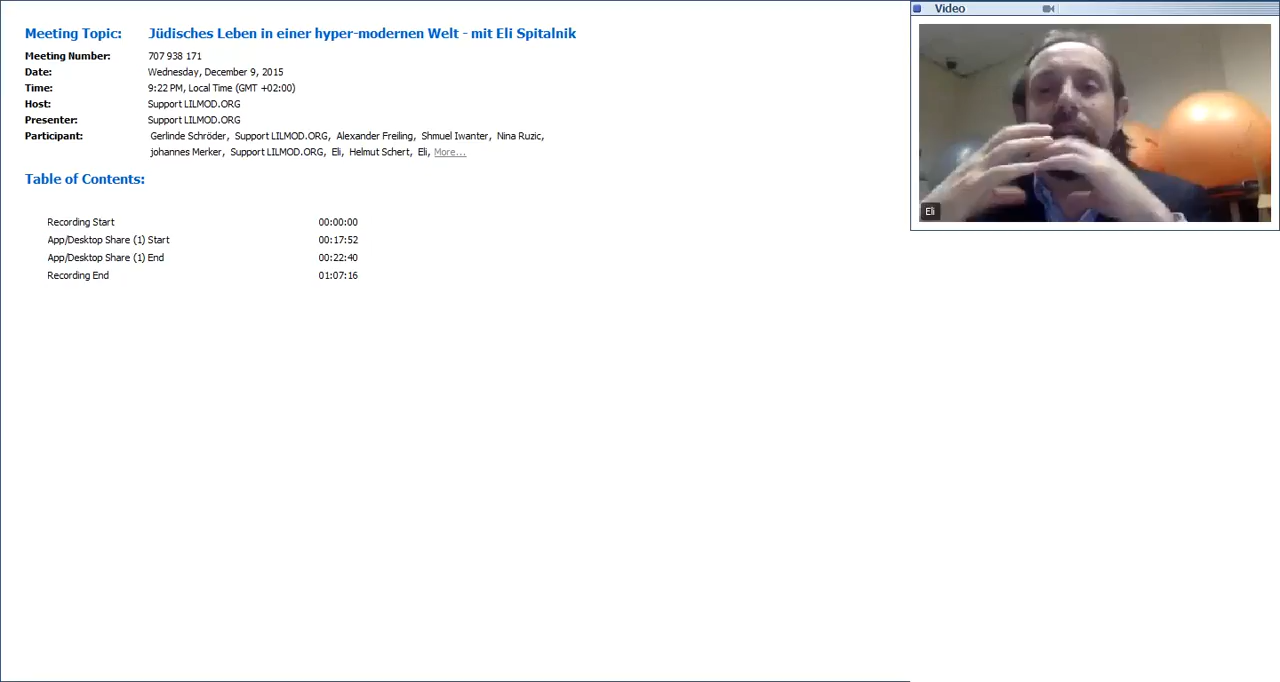 Meeting Topic: Jüdisches Leben in einer hyper-modernen Welt - mit Eli Spitalnik
Meeting Number: 707 938 171
Date: Wednesday, December 9, 2015
Time: 9:22 PM, Local Time (GMT +02:00)
Host: Support LILMOD.ORG
Presenter: Support LILMOD.ORG
Participant: Gerlinde Schröder, Support LILMOD.ORG, Alexander Freiling, Shmuel Iwanter, Nina Ruzic,
johannes Merker, Support LILMOD.ORG, Eli, Helmut Schert, Eli, More...
Table of Contents:
Recording Start 00:00:00
App/Desktop Share (1) Start 00:17:52
App/Desktop Share (1) End 00:22:40
Recording End 01:07:16
Video
Eli